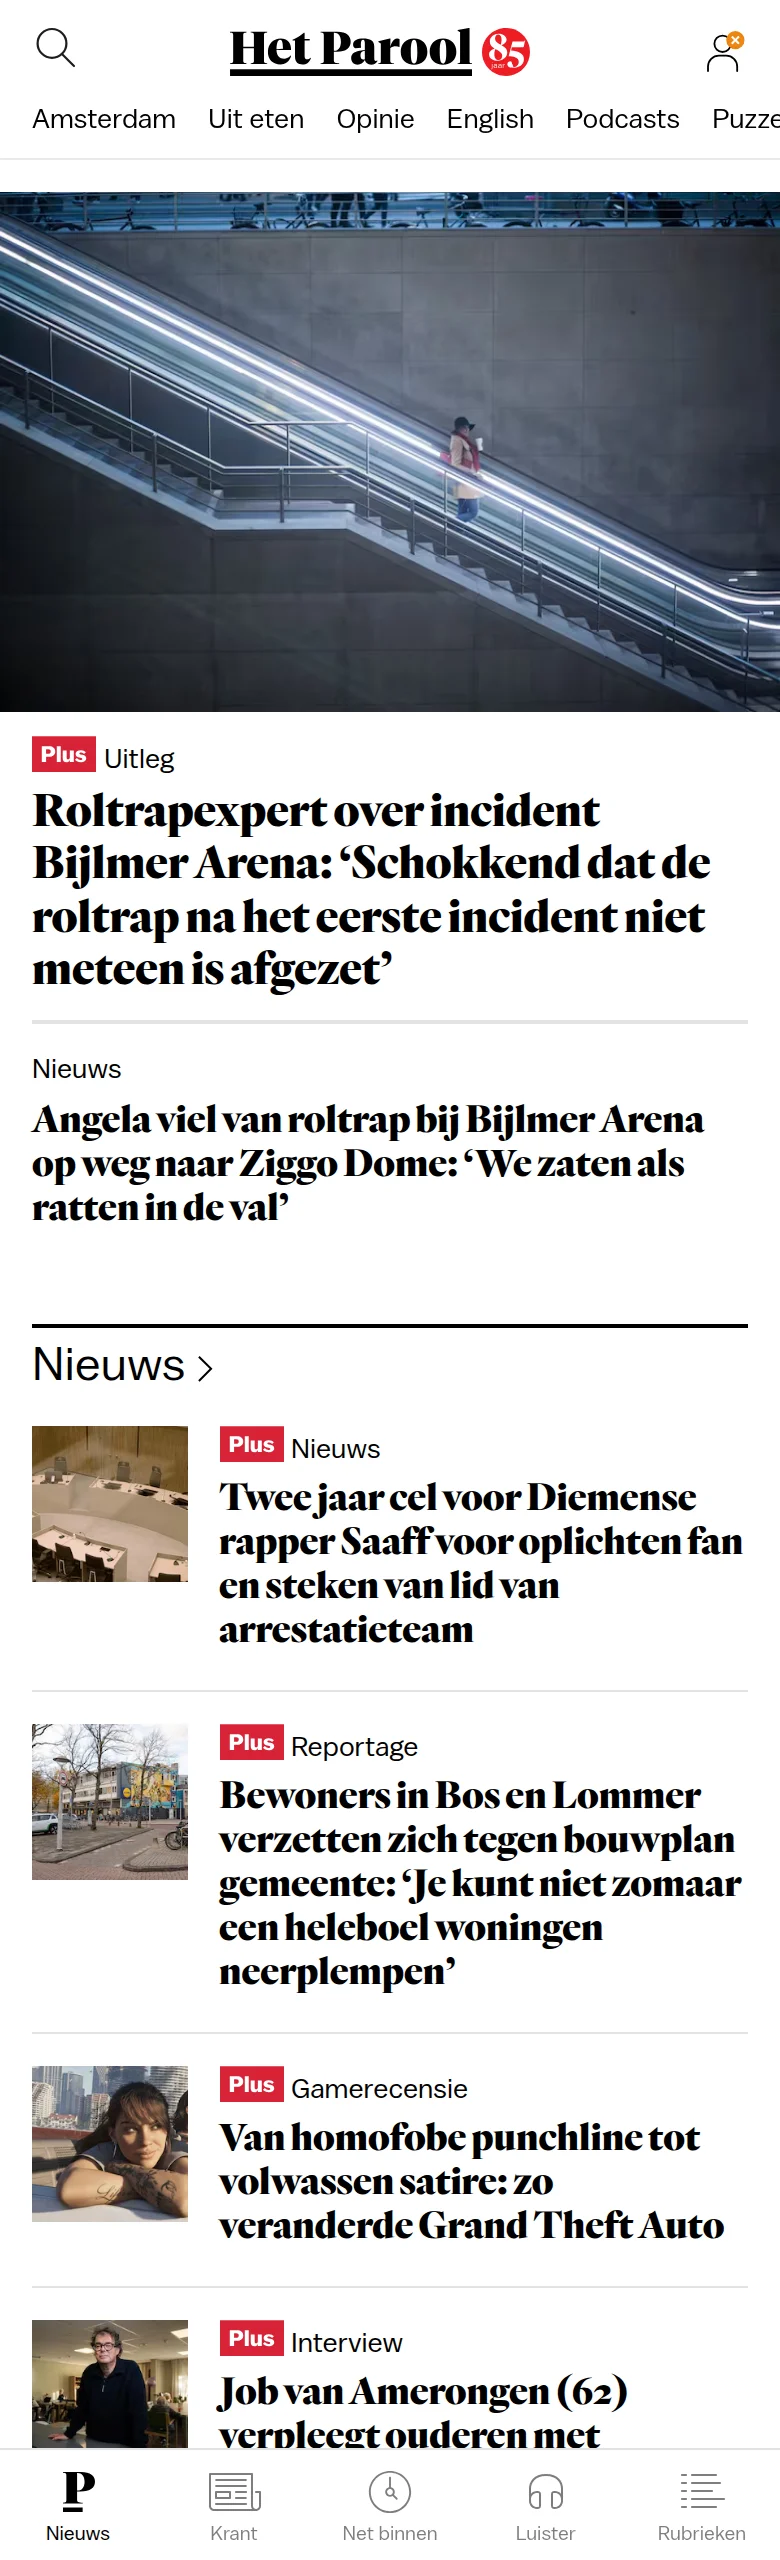 Het Parool 85 jaar
Amsterdam Uit eten Opinie English Podcasts Puzze
Plus Uitleg
Roltrapexpert over incident
Bijlmer Arena: ‘Schokkend dat de
roltrap na het eerste incident niet
meteen is afgezet’
Nieuws
Angela viel van roltrap bij Bijlmer Arena
op weg naar Ziggo Dome: ‘We zaten als
ratten in de val’
Nieuws
Plus Nieuws
Twee jaar cel voor Diemense
rapper Saaff voor oplichten fan
en steken van lid van
arrestatieteam
Plus Reportage
Bewoners in Bos en Lommer
verzetten zich tegen bouwplan
gemeente: ‘Je kunt niet zomaar
een heleboel woningen
neerplempen’
Plus Gamerecensie
Van homofobe punchline tot
volwassen satire: zo
veranderde Grand Theft Auto
Plus Interview
Job van Amerongen (62)
verpleegt ouderen met
P
Nieuws Krant Net binnen Luister Rubrieken